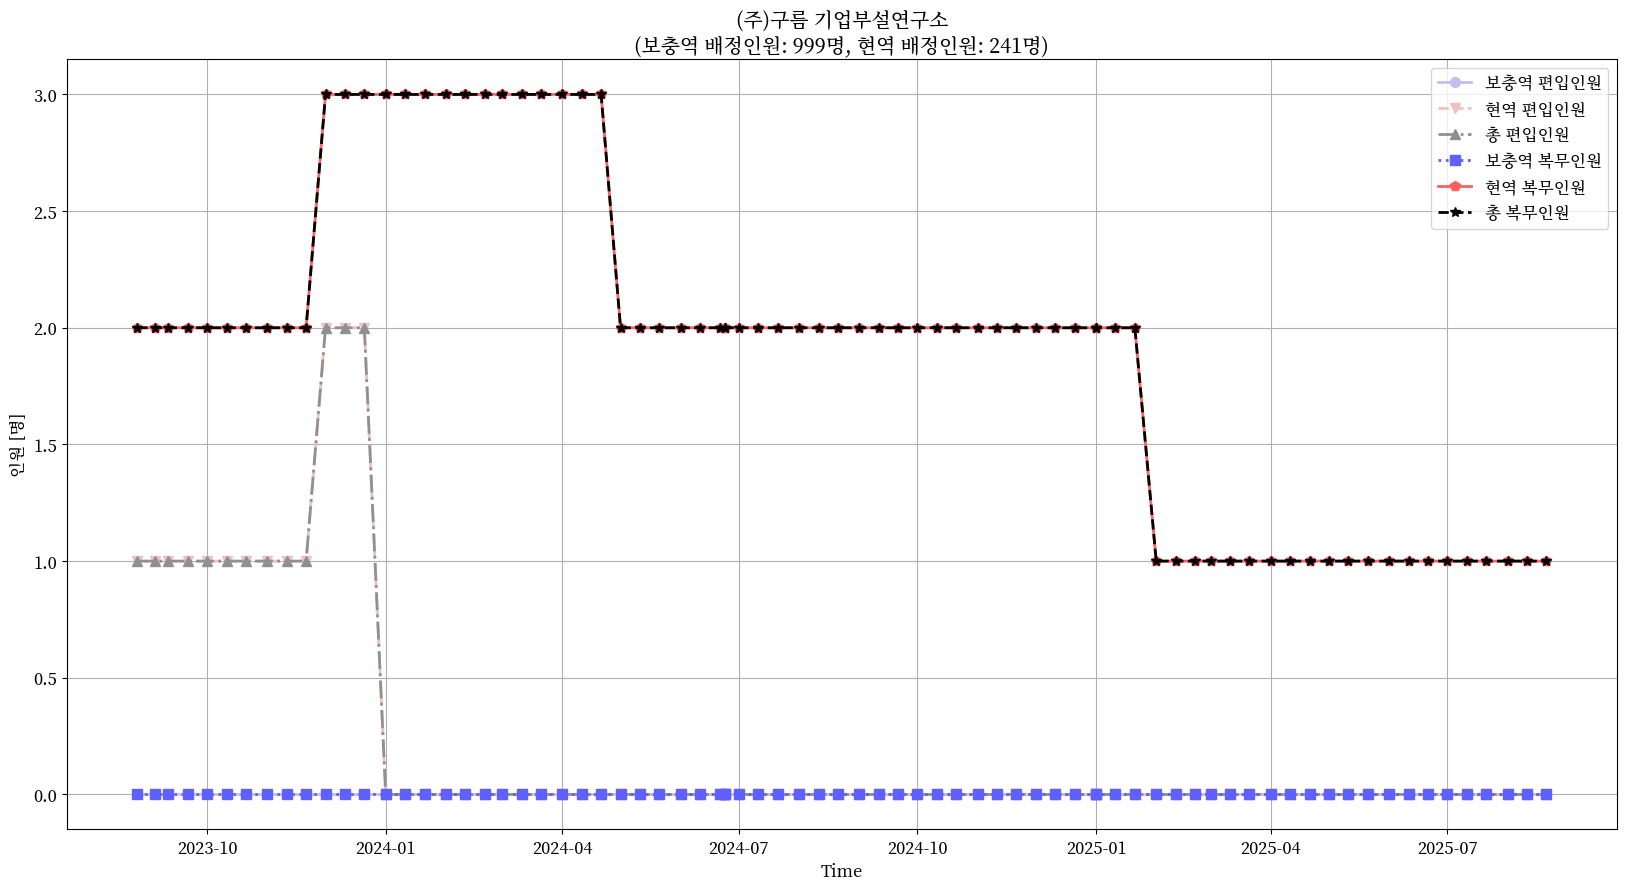 (주)구름 기업부설연구소
(보충역 배정인원: 999명, 현역 배정인원: 241명)
보충역 편입인원
현역 편입인원
총 편입인원
보충역 복무인원
현역 복무인원
총 복무인원
인원 [명]
3.0
2.5
2.0
1.5
1.0
0.5
0.0
2023-10 2024-01 2024-04 2024-07 2024-10 2025-01 2025-04 2025-07
Time